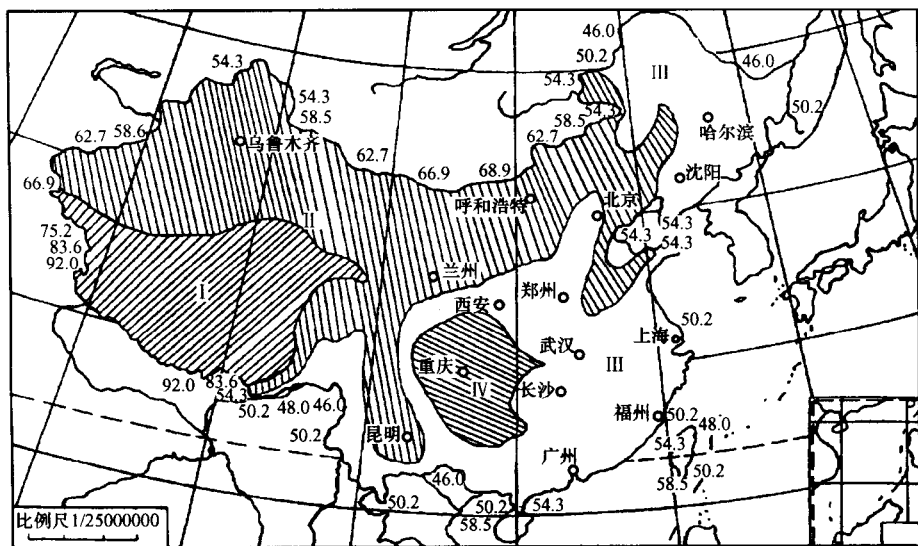 46.0
50.2
54.3
III
46.0
54.3
54.3
58.5
50.2
58.6
62.7
54.3
58.5
62.7
哈尔滨
乌鲁木齐
62.7
66.9
68.9
沈阳
66.9
呼和浩特
北京
II
54.3
54.3
54.3
75.2
83.6
92.0
兰州
I
西安
郑州
50.2
上海
武汉
III
重庆
IV
长沙
92.0
83.6
54.3
50.2
48.0
46.0
福州
50.2
48.0
50.2
昆明
54.3
50.2
58.5
广州
46.0
50.2
50.2
58.5
54.3
比例尺1/25000000